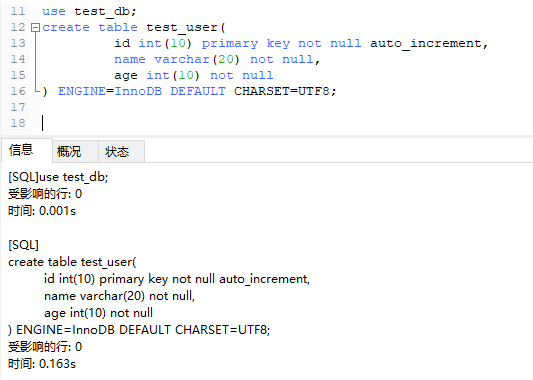 11 use test_db;
12 create table test_user(
13 id int(10) primary key not null auto_increment,
14 name varchar(20) not null,
15 age int(10) not null
16 ) ENGINE=InnoDB DEFAULT CHARSET=UTF8;
17
18
信息 概况 状态
[SQL]use test_db;
受影响的行: 0
时间: 0.001s
[SQL]
create table test_user(
id int(10) primary key not null auto_increment,
name varchar(20) not null,
age int(10) not null
) ENGINE=InnoDB DEFAULT CHARSET=UTF8;
受影响的行: 0
时间: 0.163s